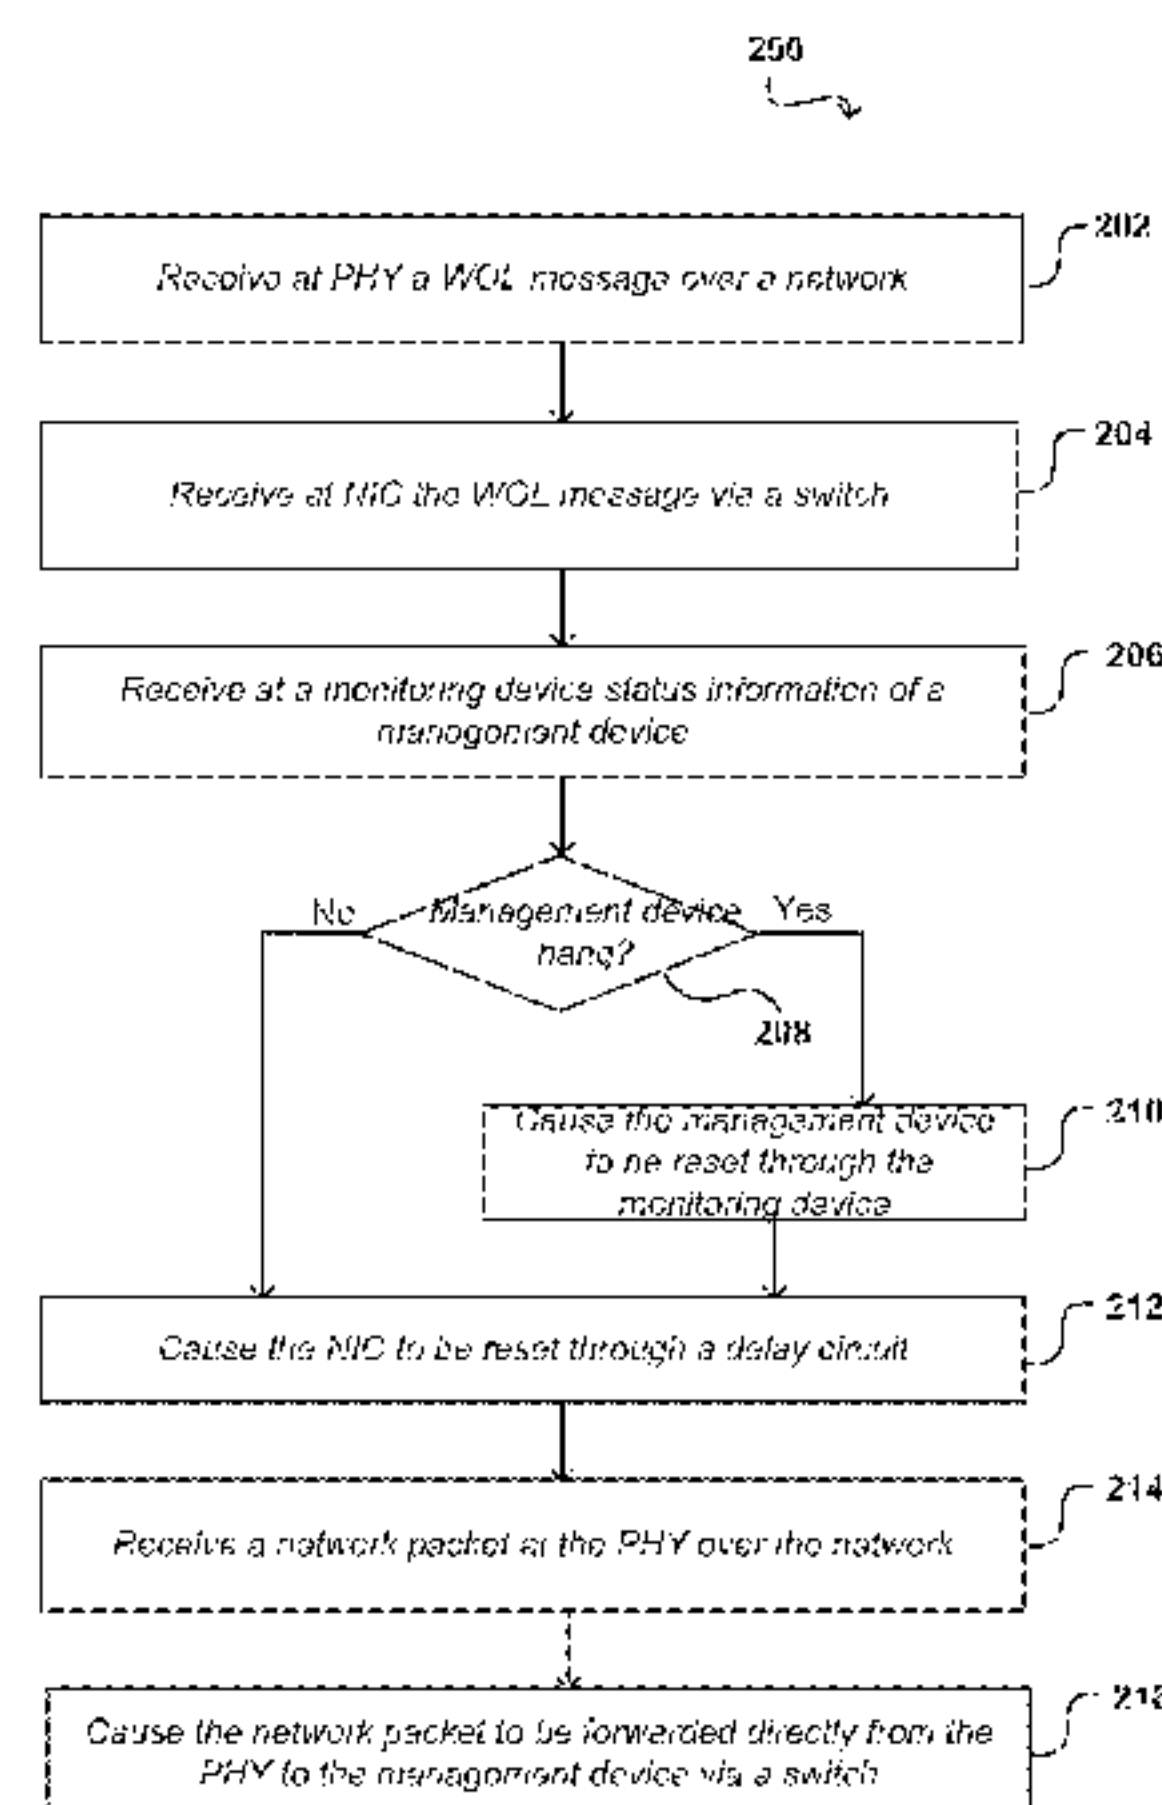 200
202
Receive at PHY a WOL message over a network
204
Receive at NIC the WOL message via a switch
206
Receive at a monitoring device status information of a
management device
No
Management device
hang?
Yes
208
210
Cause the management device
to be reset through the
monitoring device
212
Cause the NIC to be reset through a delay circuit
214
Receive a network packet at the PHY over the network
Cause the network packet to be forwarded directly from the
PHY to the management device via a switch